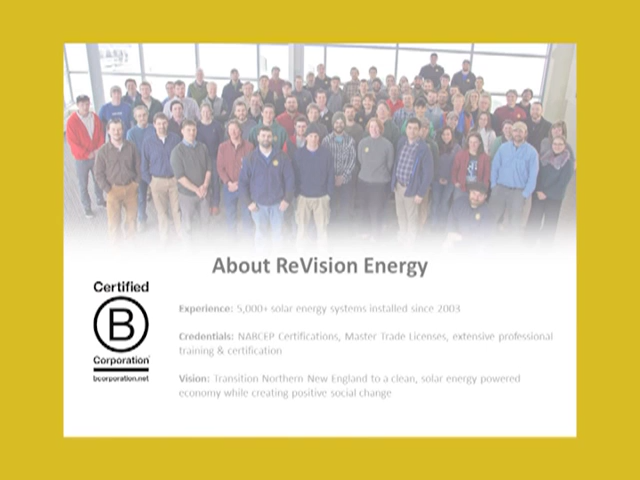 About ReVision Energy
Certified
B
Corporation
bcorporation.net
Experience: 5,000+ solar energy systems installed since 2003
Credentials: NABCEP Certifications, Master Trade Licenses, extensive professional
training & certification
Vision: Transition Northern New England to a clean, solar energy powered
economy while creating positive social change